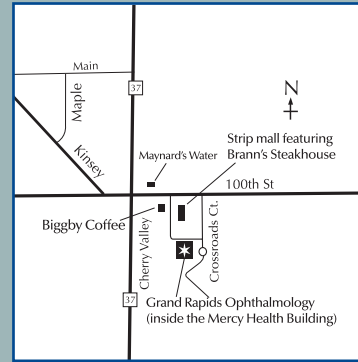 Main
Maple
37
N
Kinsey
Strip mall featuring
Brann's Steakhouse
Maynard's Water
100th St
Biggby Coffee
Cherry Valley
Crossroads Ct.
37
Grand Rapids Ophthalmology
(inside the Mercy Health Building)